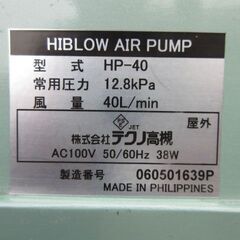 HIBLOW AIR PUMP
型式 HP-40
常用圧力 12.8kPa
風量 40L/min
JET
屋外
株式会社テクノ高槻
AC100V 50/60Hz 38W
製造番号 060501639P
MADE IN PHILIPPINES